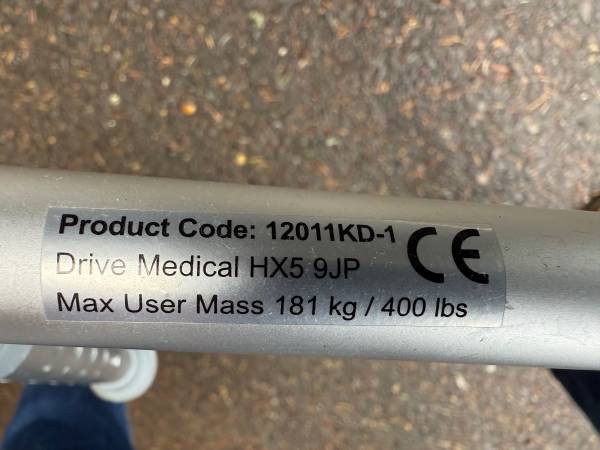 Product Code: 12011KD-1
Drive Medical HX5 9JP
Max User Mass 181 kg / 400 lbs
CE